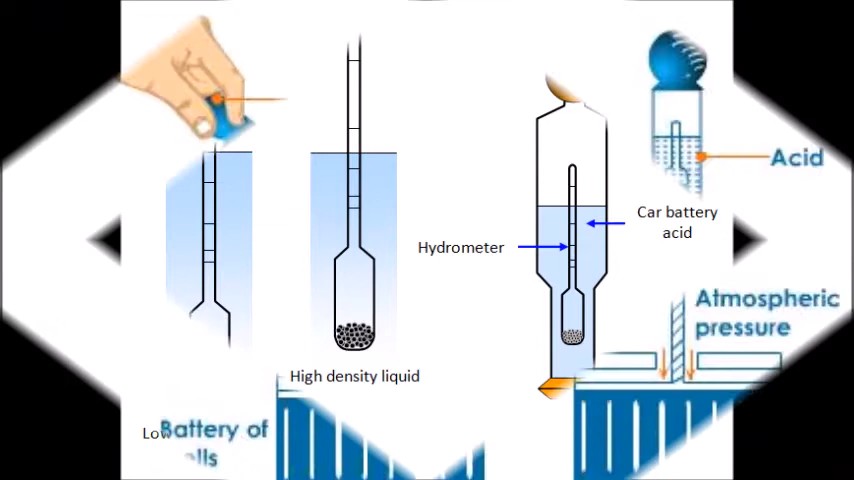 Acid
Car battery
acid
Hydrometer
Atmospheric
pressure
High density liquid
Low
Battery of